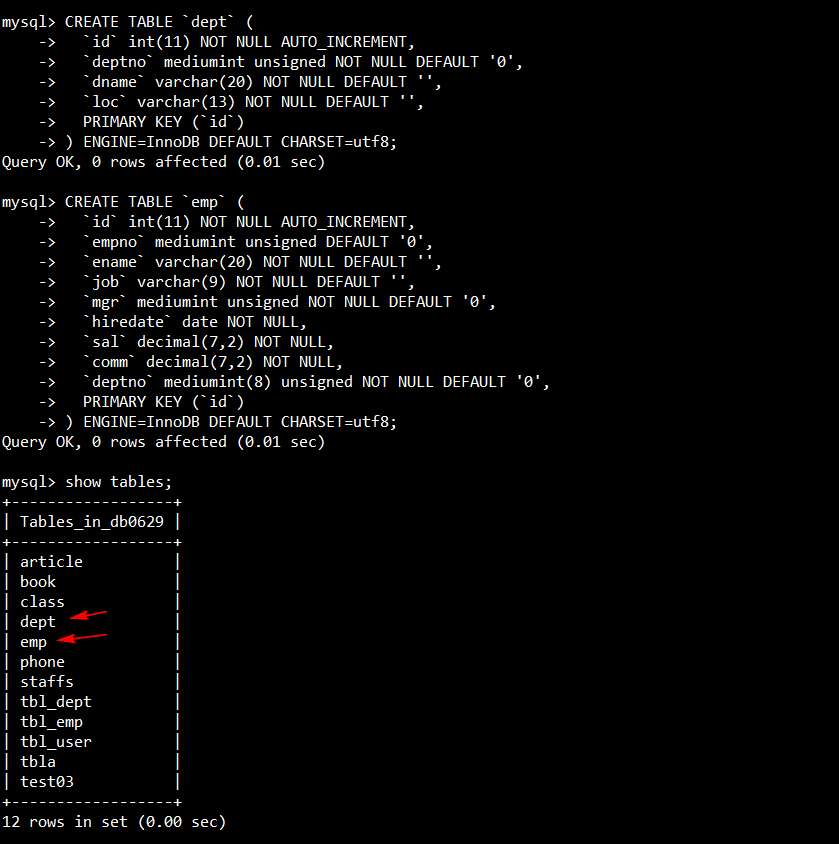 mysql> CREATE TABLE `dept` (
    ->   `id` int(11) NOT NULL AUTO_INCREMENT,
    ->   `deptno` mediumint unsigned NOT NULL DEFAULT '0',
    ->   `dname` varchar(20) NOT NULL DEFAULT '',
    ->   `loc` varchar(13) NOT NULL DEFAULT '',
    ->   PRIMARY KEY (`id`)
    -> ) ENGINE=InnoDB DEFAULT CHARSET=utf8;
Query OK, 0 rows affected (0.01 sec)

mysql> CREATE TABLE `emp` (
    ->   `id` int(11) NOT NULL AUTO_INCREMENT,
    ->   `empno` mediumint unsigned DEFAULT '0',
    ->   `ename` varchar(20) NOT NULL DEFAULT '',
    ->   `job` varchar(9) NOT NULL DEFAULT '',
    ->   `mgr` mediumint unsigned NOT NULL DEFAULT '0',
    ->   `hiredate` date NOT NULL,
    ->   `sal` decimal(7,2) NOT NULL,
    ->   `comm` decimal(7,2) NOT NULL,
    ->   `deptno` mediumint(8) unsigned NOT NULL DEFAULT '0',
    ->   PRIMARY KEY (`id`)
    -> ) ENGINE=InnoDB DEFAULT CHARSET=utf8;
Query OK, 0 rows affected (0.01 sec)

mysql> show tables;
+------------------+
| Tables_in_db0629 |
+------------------+
| article          |
| book             |
| class            |
| dept             |
| emp              |
| phone            |
| staffs           |
| tbl_dept         |
| tbl_emp          |
| tbl_user         |
| tbla             |
| test03           |
+------------------+
12 rows in set (0.00 sec)